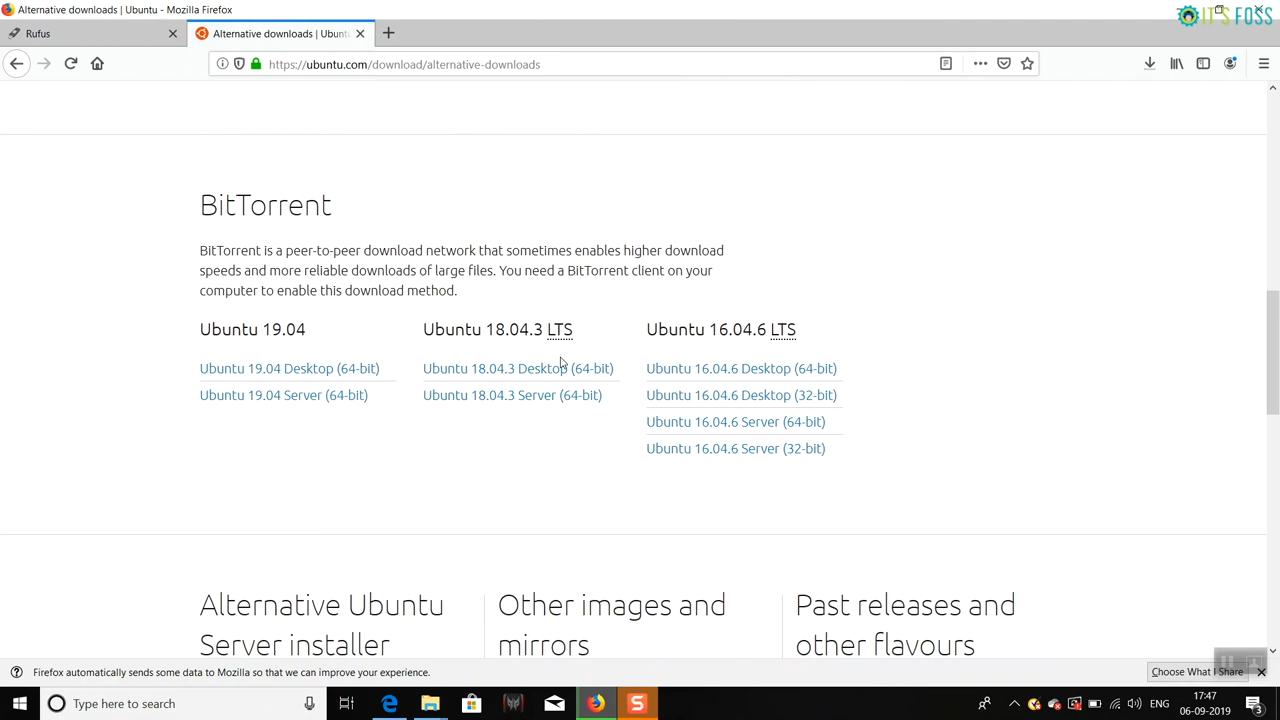 Alternative downloads | Ubuntu - Mozilla Firefox
IT'S FOSS
Rufus
Alternative downloads | Ubunt
https://ubuntu.com/download/alternative-downloads
BitTorrent
BitTorrent is a peer-to-peer download network that sometimes enables higher download
speeds and more reliable downloads of large files. You need a BitTorrent client on your
computer to enable this download method.
Ubuntu 19.04
Ubuntu 19.04 Desktop (64-bit)
Ubuntu 19.04 Server (64-bit)
Ubuntu 18.04.3 LTS
Ubuntu 18.04.3 Desktop (64-bit)
Ubuntu 18.04.3 Server (64-bit)
Ubuntu 16.04.6 LTS
Ubuntu 16.04.6 Desktop (64-bit)
Ubuntu 16.04.6 Desktop (32-bit)
Ubuntu 16.04.6 Server (64-bit)
Ubuntu 16.04.6 Server (32-bit)
Alternative Ubuntu
Server installer
Other images and
mirrors
Past releases and
other flavours
Firefox automatically sends some data to Mozilla so that we can improve your experience.
Choose What I Share
Type here to search
S
ENG
17:47
06-09-2019
3